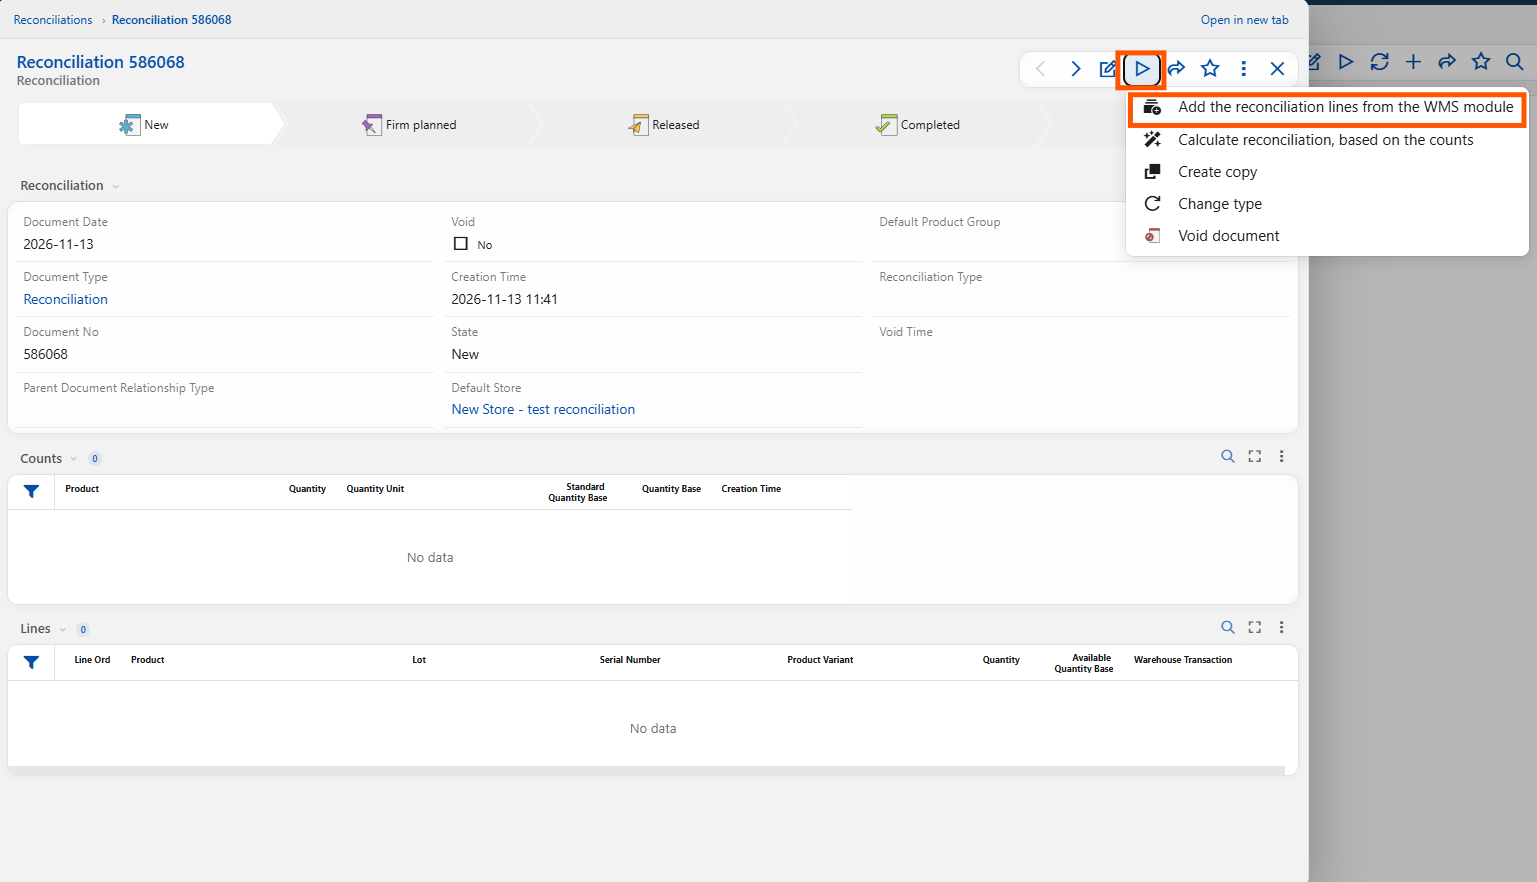 Reconciliations › Reconciliation 586068
Open in new tab
Reconciliation 586068
Reconciliation
New
Firm planned
Released
Completed
Add the reconciliation lines from the WMS module
Calculate reconciliation, based on the counts
Create copy
Change type
Void document
Reconciliation
Document Date
2026-11-13
Void
No
Default Product Group
Document Type
Reconciliation
Creation Time
2026-11-13 11:41
Reconciliation Type
Document No
586068
State
New
Void Time
Parent Document Relationship Type
Default Store
New Store - test reconciliation
Counts 0
Product
Quantity
Quantity Unit
Standard
Quantity Base
Quantity Base
Creation Time
No data
Lines 0
Line Ord
Product
Lot
Serial Number
Product Variant
Quantity
Available
Quantity Base
Warehouse Transaction
No data